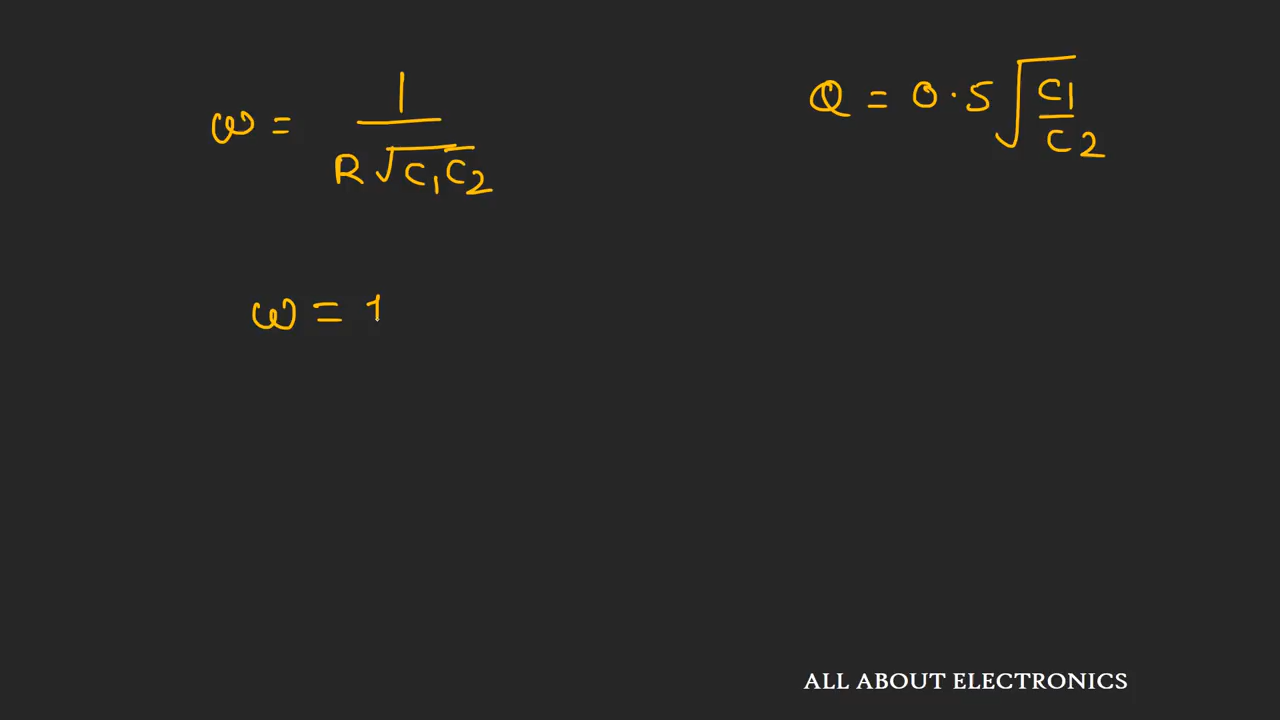 ω = 1 / R√C₁C₂
Q = 0.5 √C1/C2
ω = 1
ALL ABOUT ELECTRONICS